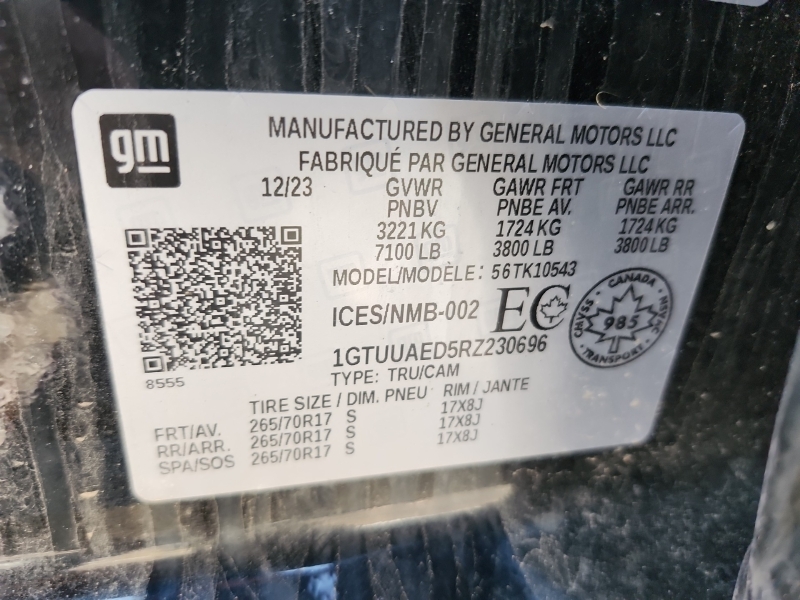 gm
MANUFACTURED BY GENERAL MOTORS LLC
FABRIQUÉ PAR GENERAL MOTORS LLC
12/23 GVWR GAWR FRT GAWR RR
PNBV PNBE AV. PNBE ARR.
3221 KG 1724 KG 1724 KG
7100 LB 3800 LB 3800 LB
MODEL/MODÈLE: 56TK10543
ICES/NMB-002 EC
CANADA
CMVSS 985 NSVAC
TRANSPORT
1GTUUAED5RZ230696
8555
TYPE: TRU/CAM
TIRE SIZE / DIM. PNEU RIM / JANTE
FRT/AV. 265/70R17 S 17X8J
RR/ARR. 265/70R17 S 17X8J
SPA/SOS 265/70R17 S 17X8J